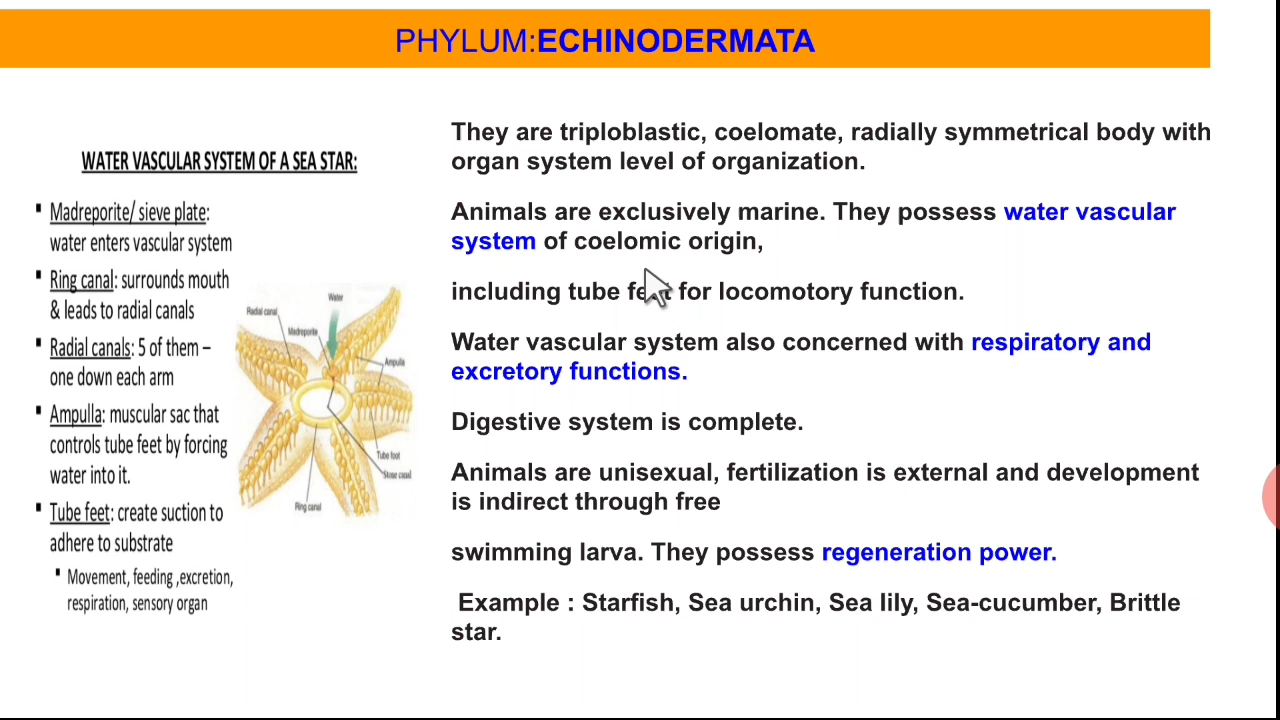 PHYLUM:ECHINODERMATA
WATER VASCULAR SYSTEM OF A SEA STAR:
Madreporite/ sieve plate:
water enters vascular system
Ring canal: surrounds mouth
& leads to radial canals
Radial canals: 5 of them –
one down each arm
Ampulla: muscular sac that
controls tube feet by forcing
water into it.
Tube feet: create suction to
adhere to substrate
Movement, feeding ,excretion,
respiration, sensory organ
Water
Radial canal
Madreporite
Ampulla
Tube foot
Stone canal
Ring canal
They are triploblastic, coelomate, radially symmetrical body with
organ system level of organization.
Animals are exclusively marine. They possess water vascular
system of coelomic origin,
including tube feet for locomotory function.
Water vascular system also concerned with respiratory and
excretory functions.
Digestive system is complete.
Animals are unisexual, fertilization is external and development
is indirect through free
swimming larva. They possess regeneration power.
Example : Starfish, Sea urchin, Sea lily, Sea-cucumber, Brittle
star.